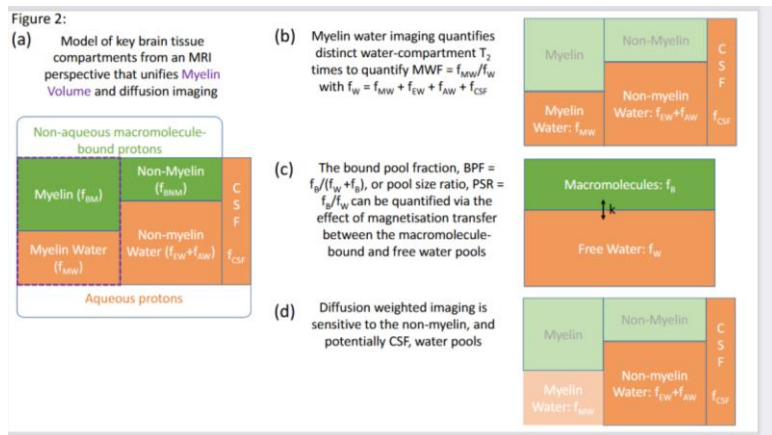 Figure 2:
(a)
Model of key brain tissue
compartments from an MRI
perspective that unifies Myelin
Volume and diffusion imaging
Non-aqueous macromolecule-
bound protons
Myelin (fBM)
Non-Myelin
(fBNM)
C
S
F
fCSF
Myelin Water
(fMW)
Non-myelin
Water (fEW+fAW)
Aqueous protons
(b)
Myelin water imaging quantifies
distinct water-compartment T2
times to quantify MWF = fMW/fW
with fW = fMW + fEW + fAW + fCSF
Myelin
Non-Myelin
C
S
F
fCSF
Myelin
Water: fMW
Non-myelin
Water: fEW+fAW
(c)
The bound pool fraction, BPF =
fB/(fW +fB), or pool size ratio, PSR =
fB/fW can be quantified via the
effect of magnetisation transfer
between the macromolecule-
bound and free water pools
Macromolecules: fB
k
Free Water: fW
(d)
Diffusion weighted imaging is
sensitive to the non-myelin, and
potentially CSF, water pools
Myelin
Non-Myelin
C
S
F
fCSF
Myelin
Water: fMW
Non-myelin
Water: fEW+fAW